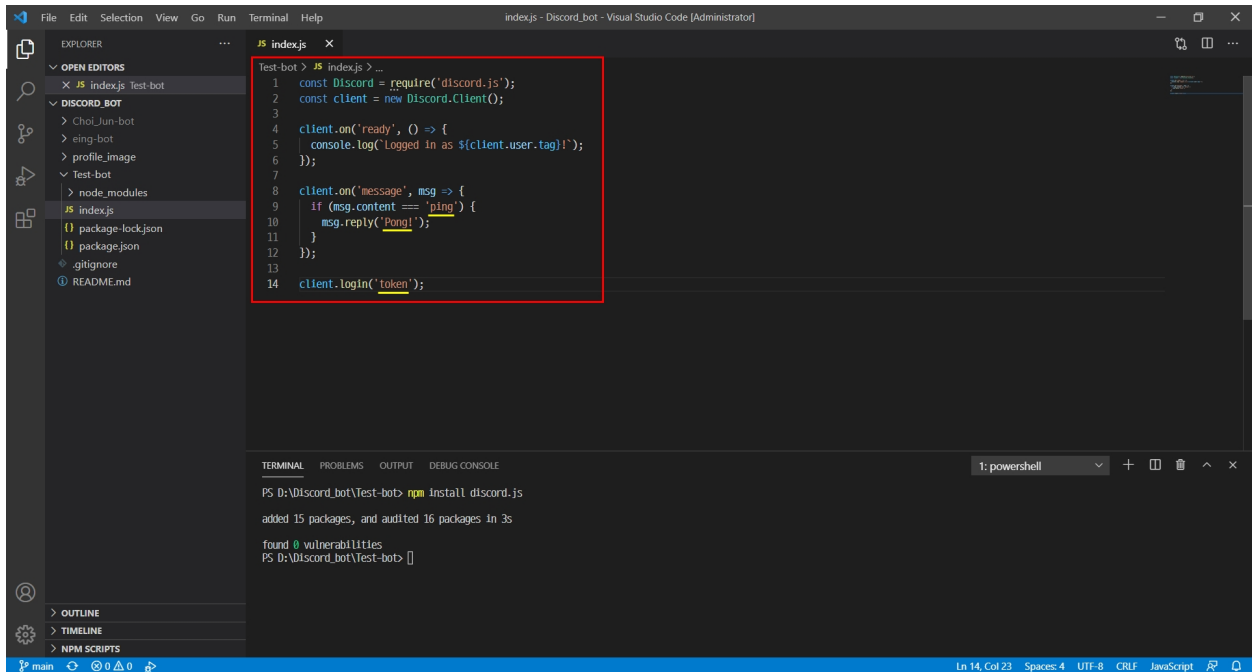 File Edit Selection View Go Run Terminal Help
index.js - Discord_bot - Visual Studio Code [Administrator]
EXPLORER
OPEN EDITORS
JS index.js Test-bot
DISCORD_BOT
Choi_Jun-bot
eing-bot
profile_image
Test-bot
node_modules
JS index.js
{} package-lock.json
{} package.json
.gitignore
README.md
OUTLINE
TIMELINE
NPM SCRIPTS
JS index.js
Test-bot > JS index.js > ...
1 const Discord = require('discord.js');
2 const client = new Discord.Client();
3
4 client.on('ready', () => {
5 console.log(`Logged in as ${client.user.tag}!`);
6 });
7
8 client.on('message', msg => {
9 if (msg.content === 'ping') {
10 msg.reply('Pong!');
11 }
12 });
13
14 client.login('token');
TERMINAL PROBLEMS OUTPUT DEBUG CONSOLE
1: powershell
PS D:\Discord_bot\Test-bot> npm install discord.js
added 15 packages, and audited 16 packages in 3s
found 0 vulnerabilities
PS D:\Discord_bot\Test-bot>
main 0 0
Ln 14, Col 23 Spaces: 4 UTF-8 CRLF JavaScript